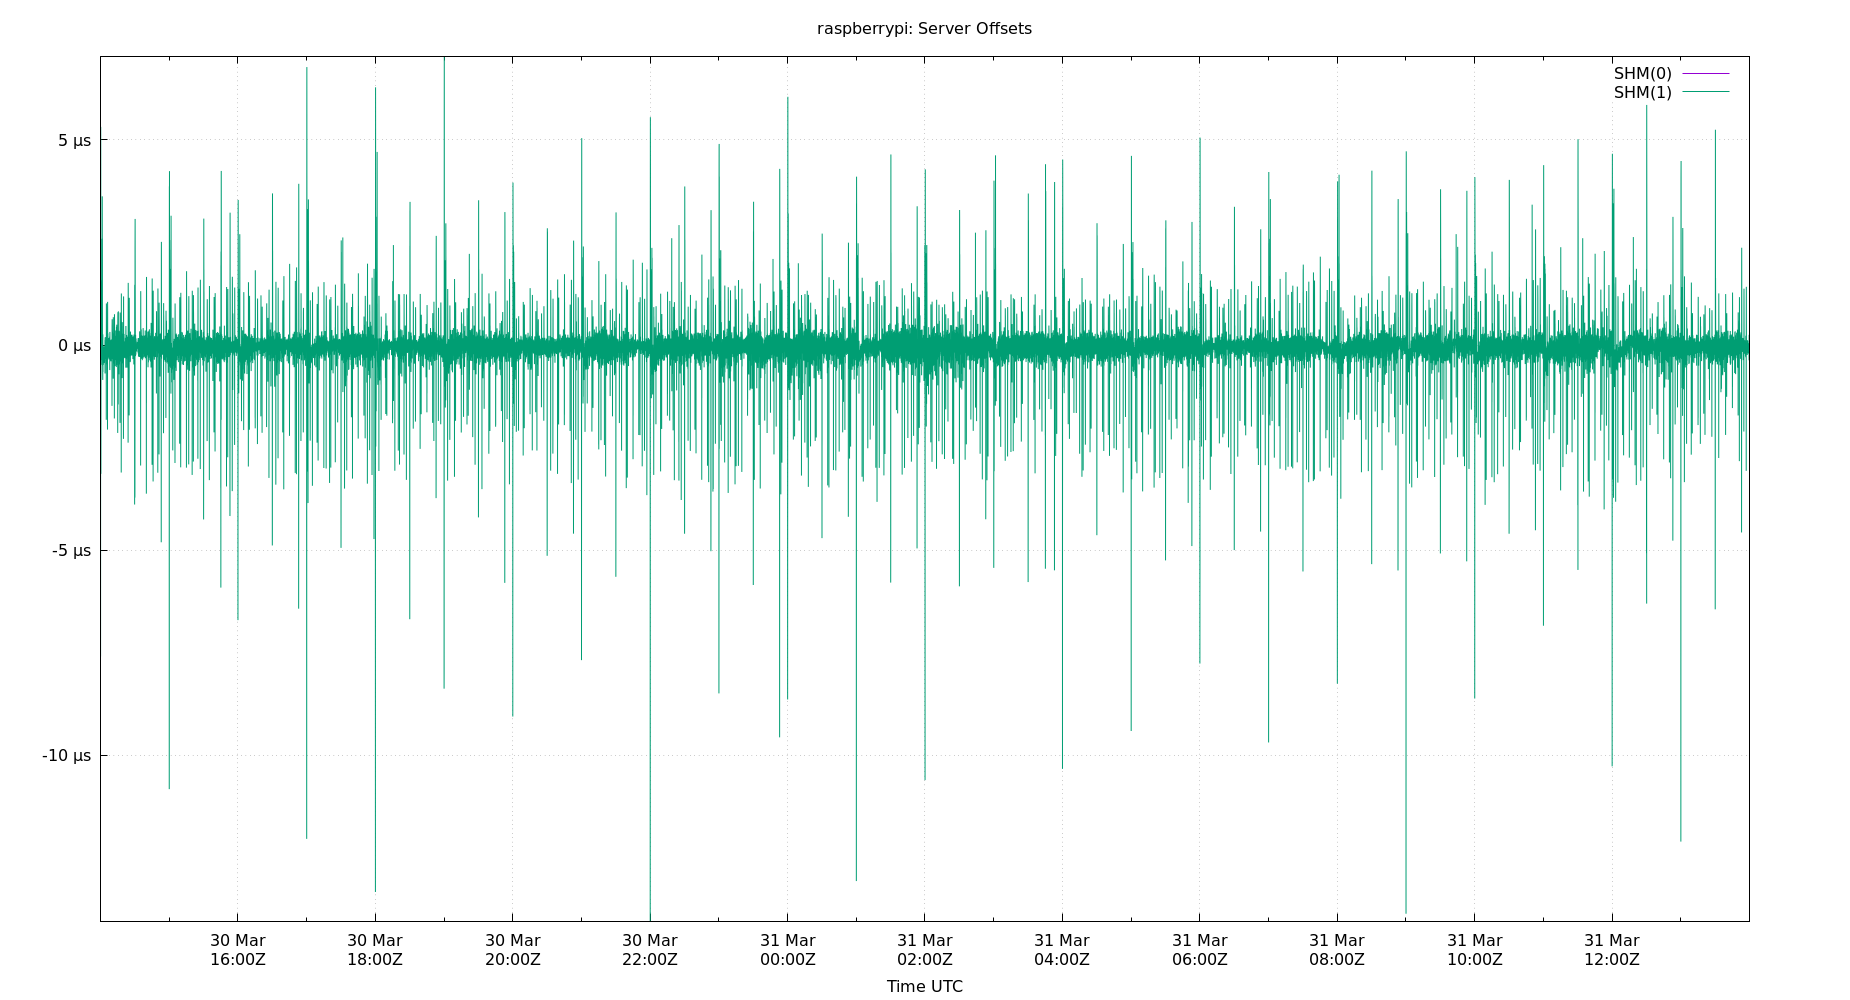 raspberrypi: Server Offsets
SHM(0)
SHM(1)
5 μs
0 μs
-5 μs
-10 μs
30 Mar 30 Mar 30 Mar 30 Mar 31 Mar 31 Mar 31 Mar 31 Mar 31 Mar 31 Mar 31 Mar
16:00Z 18:00Z 20:00Z 22:00Z 00:00Z 02:00Z 04:00Z 06:00Z 08:00Z 10:00Z 12:00Z
Time UTC